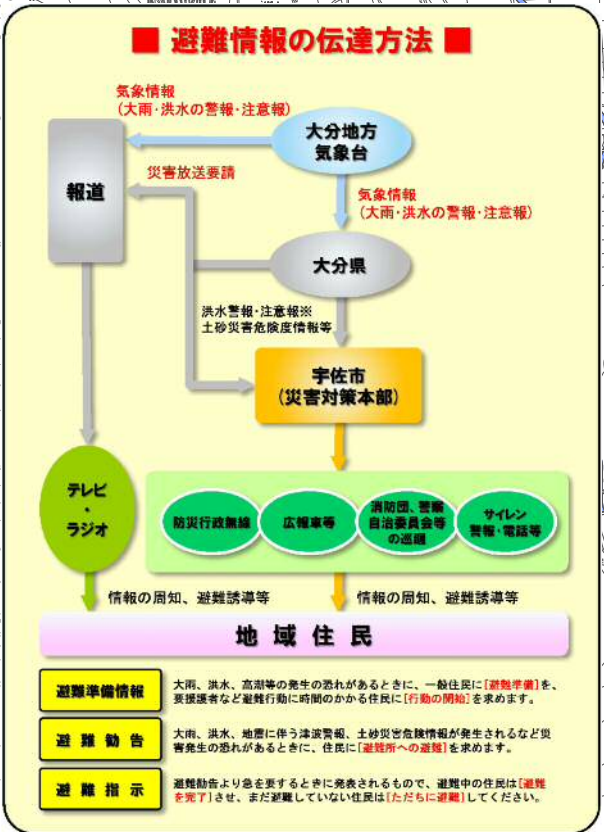 ■ 避難情報の伝達方法 ■
気象情報
(大雨・洪水の警報・注意報)
大分地方
気象台
報道
災害放送要請
気象情報
(大雨・洪水の警報・注意報)
大分県
洪水警報・注意報※
土砂災害危険度情報等
宇佐市
(災害対策本部)
テレビ
・
ラジオ
防災行政無線
広報車等
消防団、警察
自治委員会等
の巡回
サイレン
警報・電話等
情報の周知、避難誘導等
情報の周知、避難誘導等
地域住民
避難準備情報
大雨、洪水、高潮等の発生の恐れがあるときに、一般住民に[避難準備]を、
要援護者など避難行動に時間のかかる住民に[行動の開始]を求めます。
避難勧告
大雨、洪水、地震に伴う津波警報、土砂災害危険情報が発生されるなど災
害発生の恐れがあるときに、住民に[避難所への避難]を求めます。
避難指示
避難勧告より急を要するときに発表されるもので、避難中の住民は[避難
を完了]させ、まだ避難していない住民は[ただちに避難]してください。